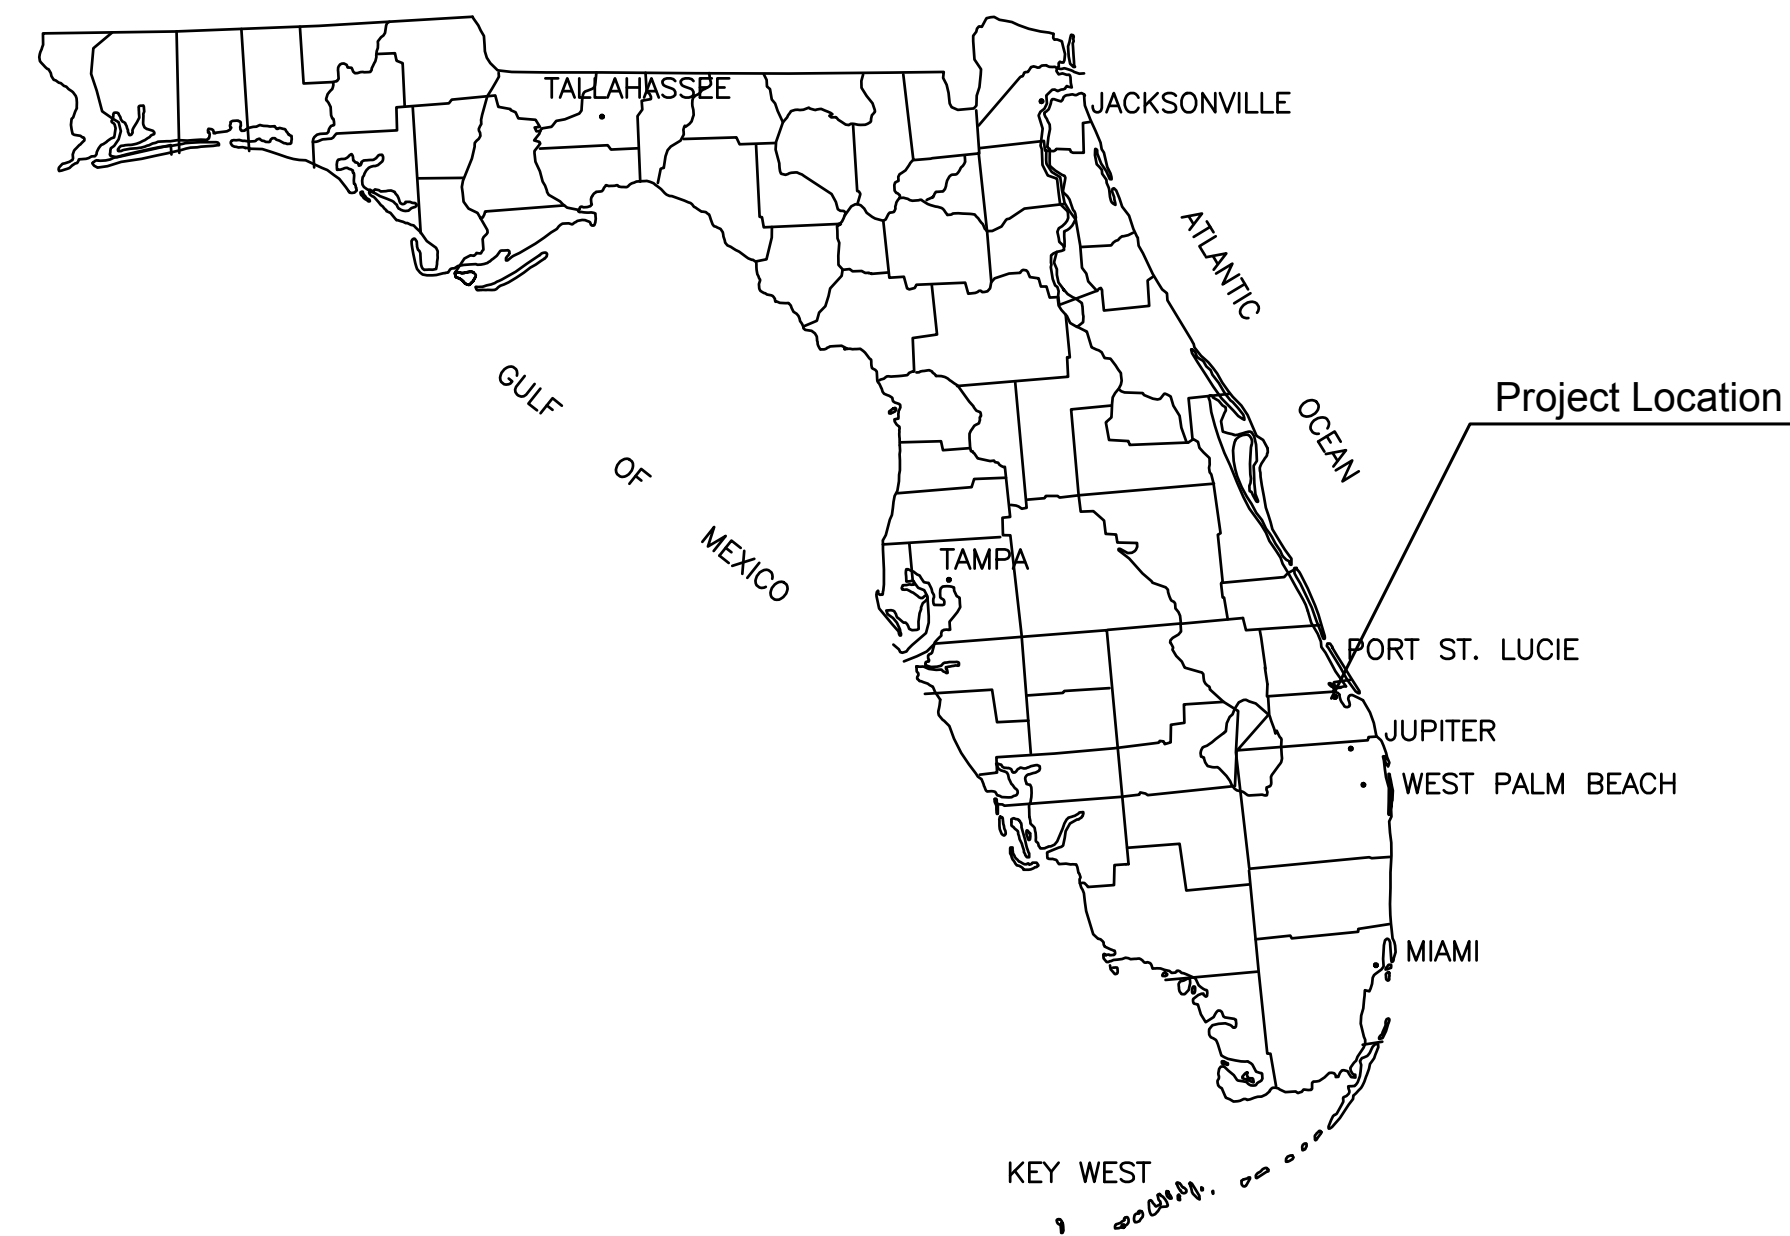 TALLAHASSEE
JACKSONVILLE
ATLANTIC
OCEAN
GULF
OF
MEXICO
Project Location
TAMPA
PORT ST. LUCIE
JUPITER
WEST PALM BEACH
MIAMI
KEY WEST